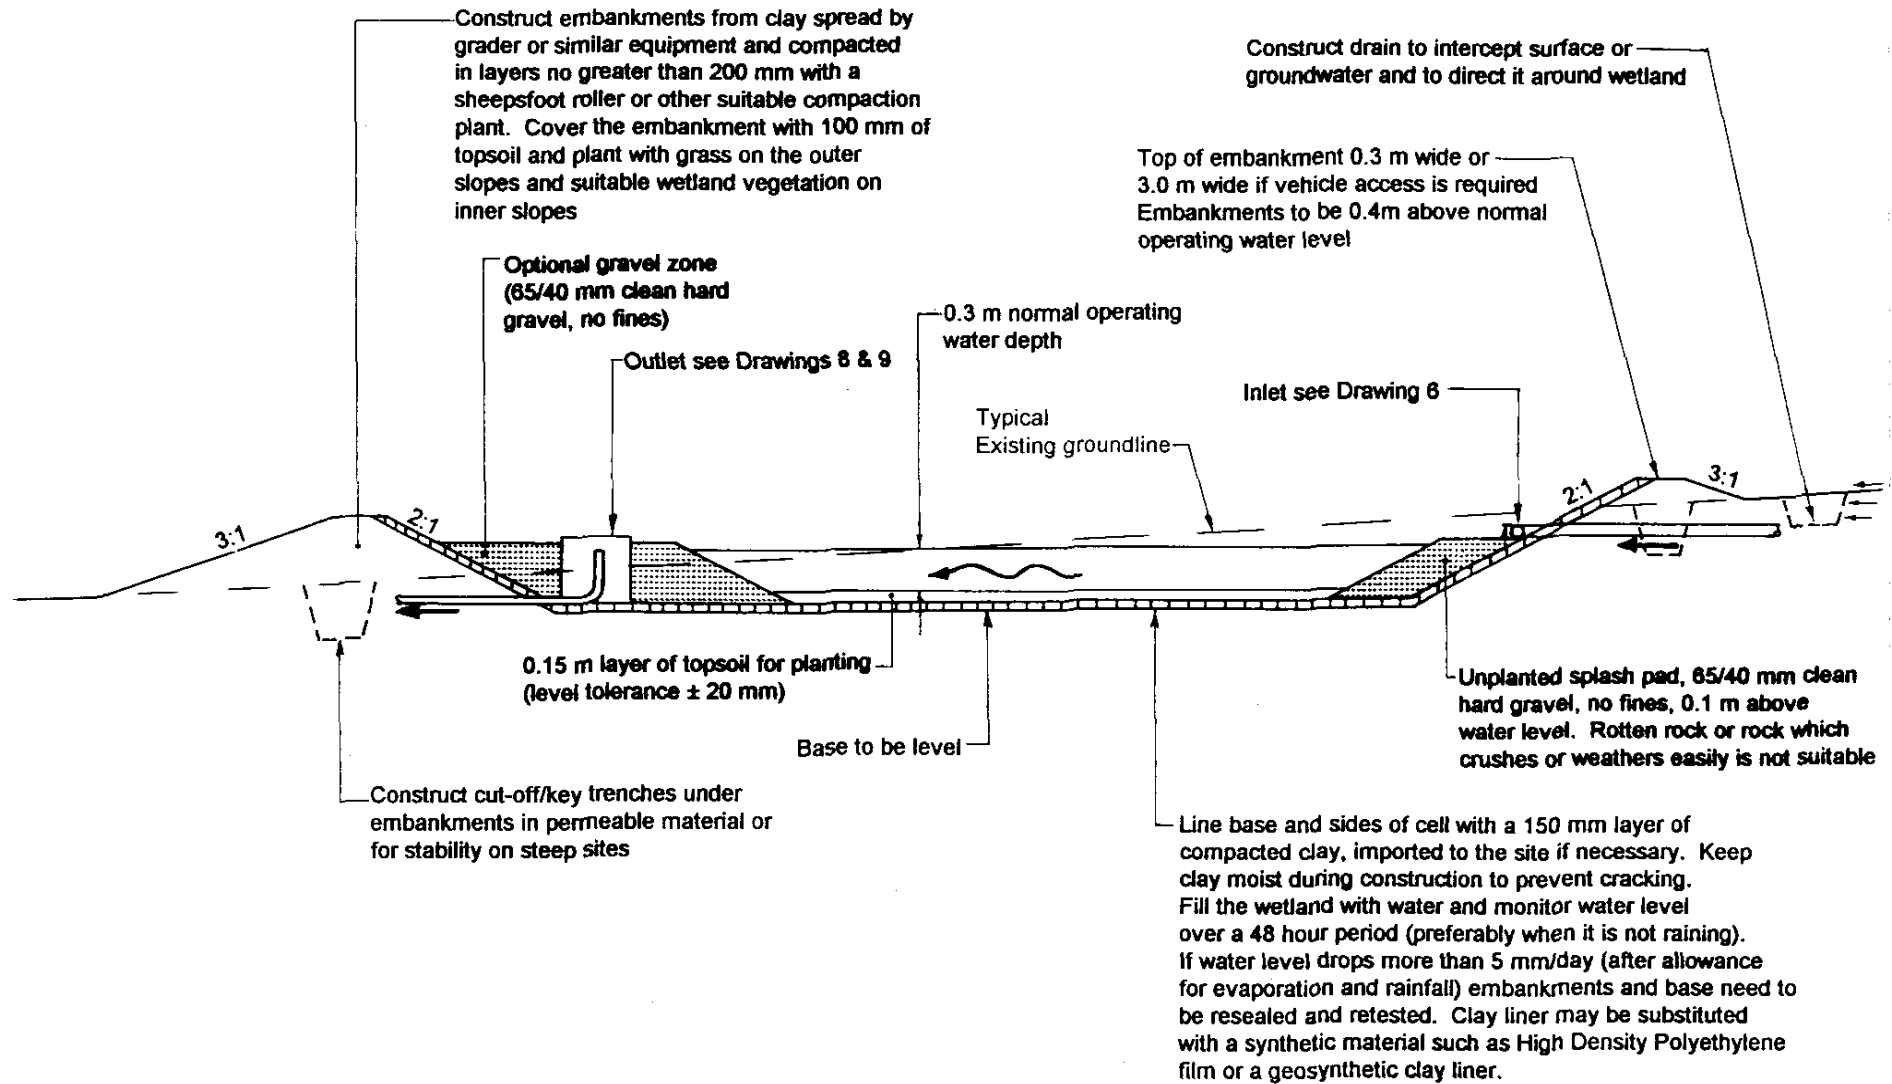 Construct embankments from clay spread by
grader or similar equipment and compacted
in layers no greater than 200 mm with a
sheepsfoot roller or other suitable compaction
plant. Cover the embankment with 100 mm of
topsoil and plant with grass on the outer
slopes and suitable wetland vegetation on
inner slopes
Construct drain to intercept surface or
groundwater and to direct it around wetland
Top of embankment 0.3 m wide or
3.0 m wide if vehicle access is required
Embankments to be 0.4m above normal
operating water level
Optional gravel zone
(65/40 mm clean hard
gravel, no fines)
0.3 m normal operating
water depth
Outlet see Drawings 8 & 9
Inlet see Drawing 6
Typical
Existing groundline
3:1
2:1
2:1
3:1
0.15 m layer of topsoil for planting
(level tolerance ± 20 mm)
Base to be level
Unplanted splash pad, 65/40 mm clean
hard gravel, no fines, 0.1 m above
water level. Rotten rock or rock which
crushes or weathers easily is not suitable
Construct cut-off/key trenches under
embankments in permeable material or
for stability on steep sites
Line base and sides of cell with a 150 mm layer of
compacted clay, imported to the site if necessary. Keep
clay moist during construction to prevent cracking.
Fill the wetland with water and monitor water level
over a 48 hour period (preferably when it is not raining).
If water level drops more than 5 mm/day (after allowance
for evaporation and rainfall) embankments and base need to
be resealed and retested. Clay liner may be substituted
with a synthetic material such as High Density Polyethylene
film or a geosynthetic clay liner.